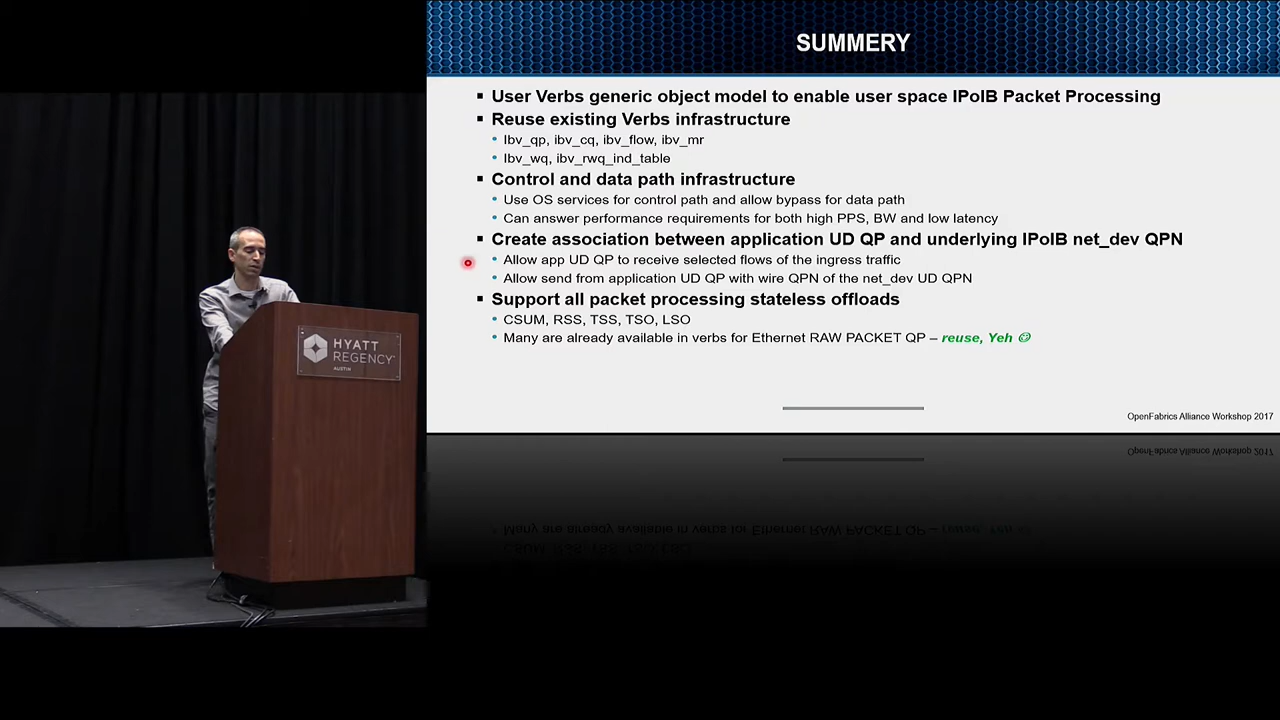 SUMMERY
▪ User Verbs generic object model to enable user space IPoIB Packet Processing
▪ Reuse existing Verbs infrastructure
• Ibv_qp, ibv_cq, ibv_flow, ibv_mr
• Ibv_wq, ibv_rwq_ind_table
▪ Control and data path infrastructure
• Use OS services for control path and allow bypass for data path
• Can answer performance requirements for both high PPS, BW and low latency
▪ Create association between application UD QP and underlying IPoIB net_dev QPN
• Allow app UD QP to receive selected flows of the ingress traffic
• Allow send from application UD QP with wire QPN of the net_dev UD QPN
▪ Support all packet processing stateless offloads
• CSUM, RSS, TSS, TSO, LSO
• Many are already available in verbs for Ethernet RAW PACKET QP – reuse, Yeh ☺
OpenFabrics Alliance Workshop 2017
HYATT
REGENCY
AUSTIN